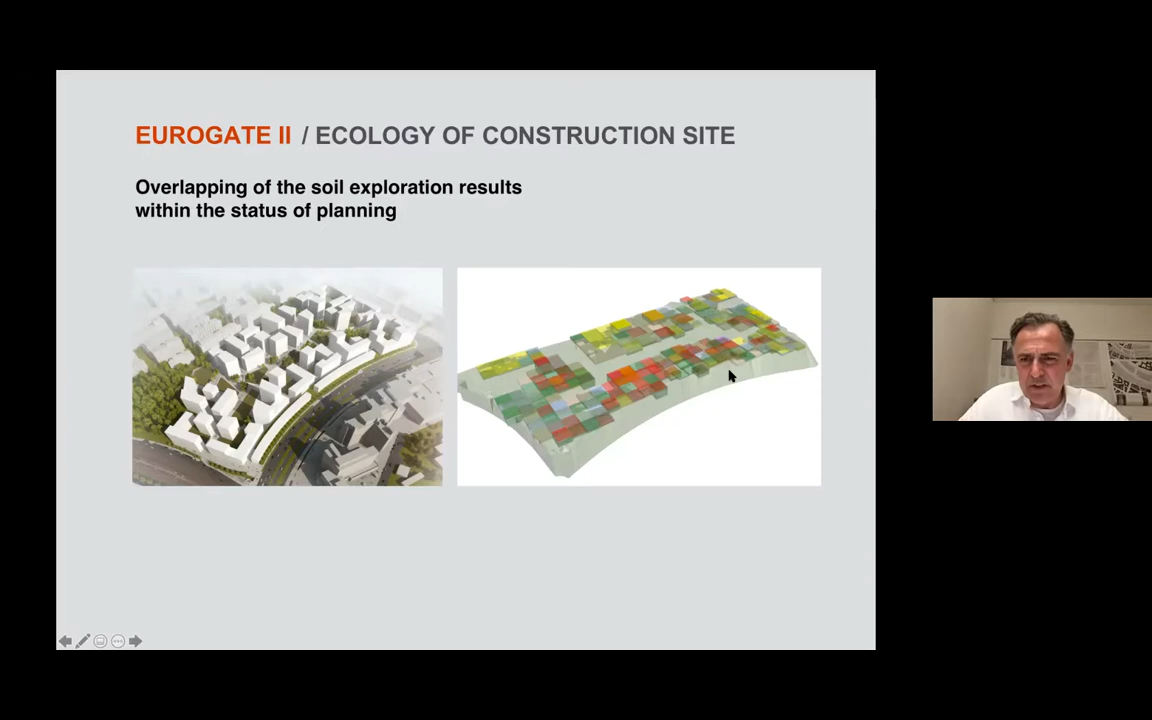 EUROGATE II / ECOLOGY OF CONSTRUCTION SITE
Overlapping of the soil exploration results
within the status of planning